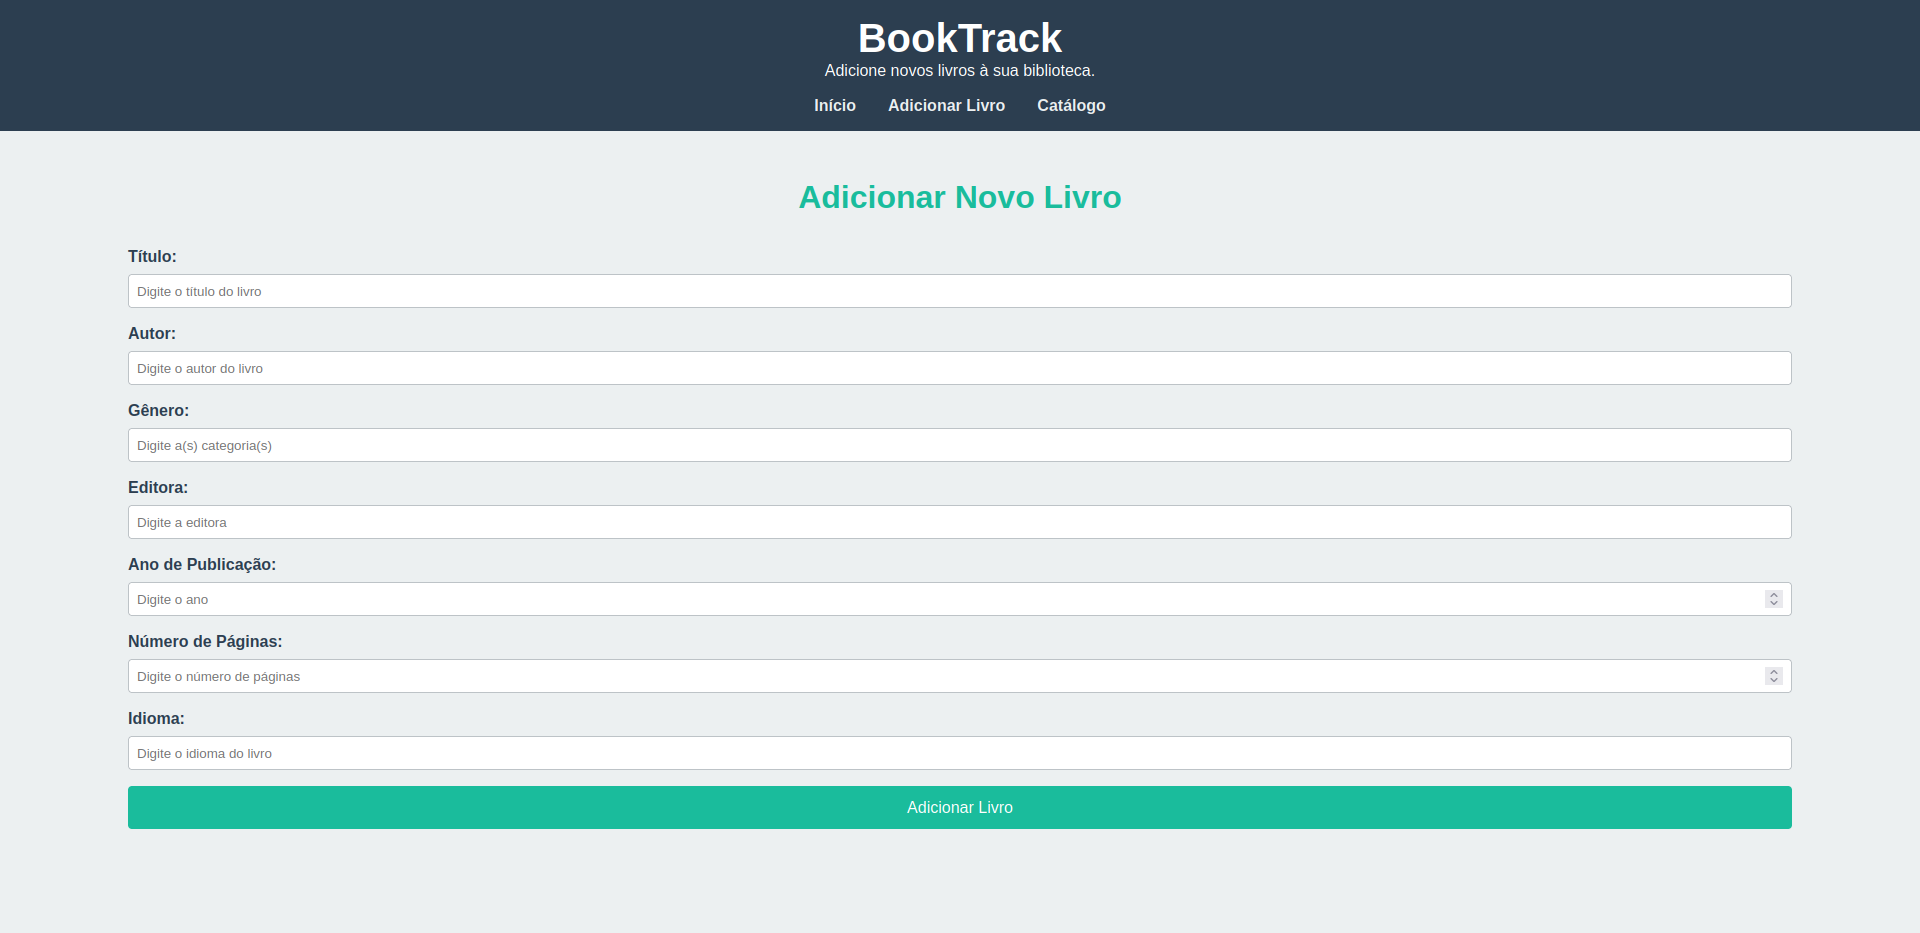 BookTrack
Adicione novos livros à sua biblioteca.
Início Adicionar Livro Catálogo
Adicionar Novo Livro
Título:
Digite o título do livro
Autor:
Digite o autor do livro
Gênero:
Digite a(s) categoria(s)
Editora:
Digite a editora
Ano de Publicação:
Digite o ano
Número de Páginas:
Digite o número de páginas
Idioma:
Digite o idioma do livro
Adicionar Livro